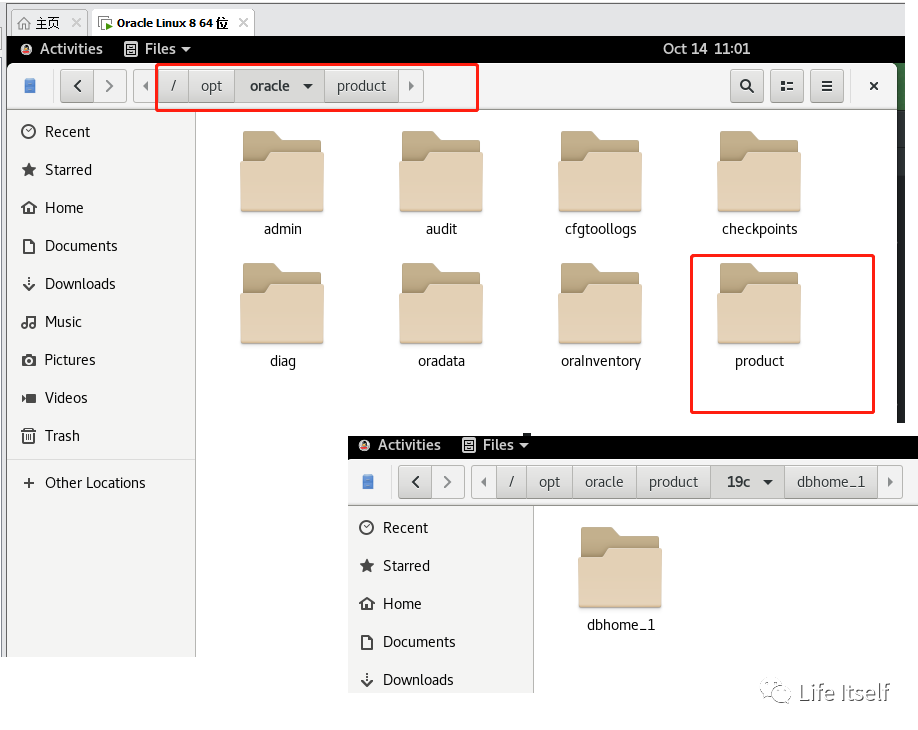 主页 Oracle Linux 8 64 位
Activities Files Oct 14 11:01
/ opt oracle product
Recent
Starred
Home
Documents
Downloads
Music
Pictures
Videos
Trash
Other Locations
admin audit cfgtoollogs checkpoints
diag oradata oraInventory product
Activities Files
/ opt oracle product 19c dbhome_1
Recent
Starred
Home
Documents
Downloads
dbhome_1
Life Itself